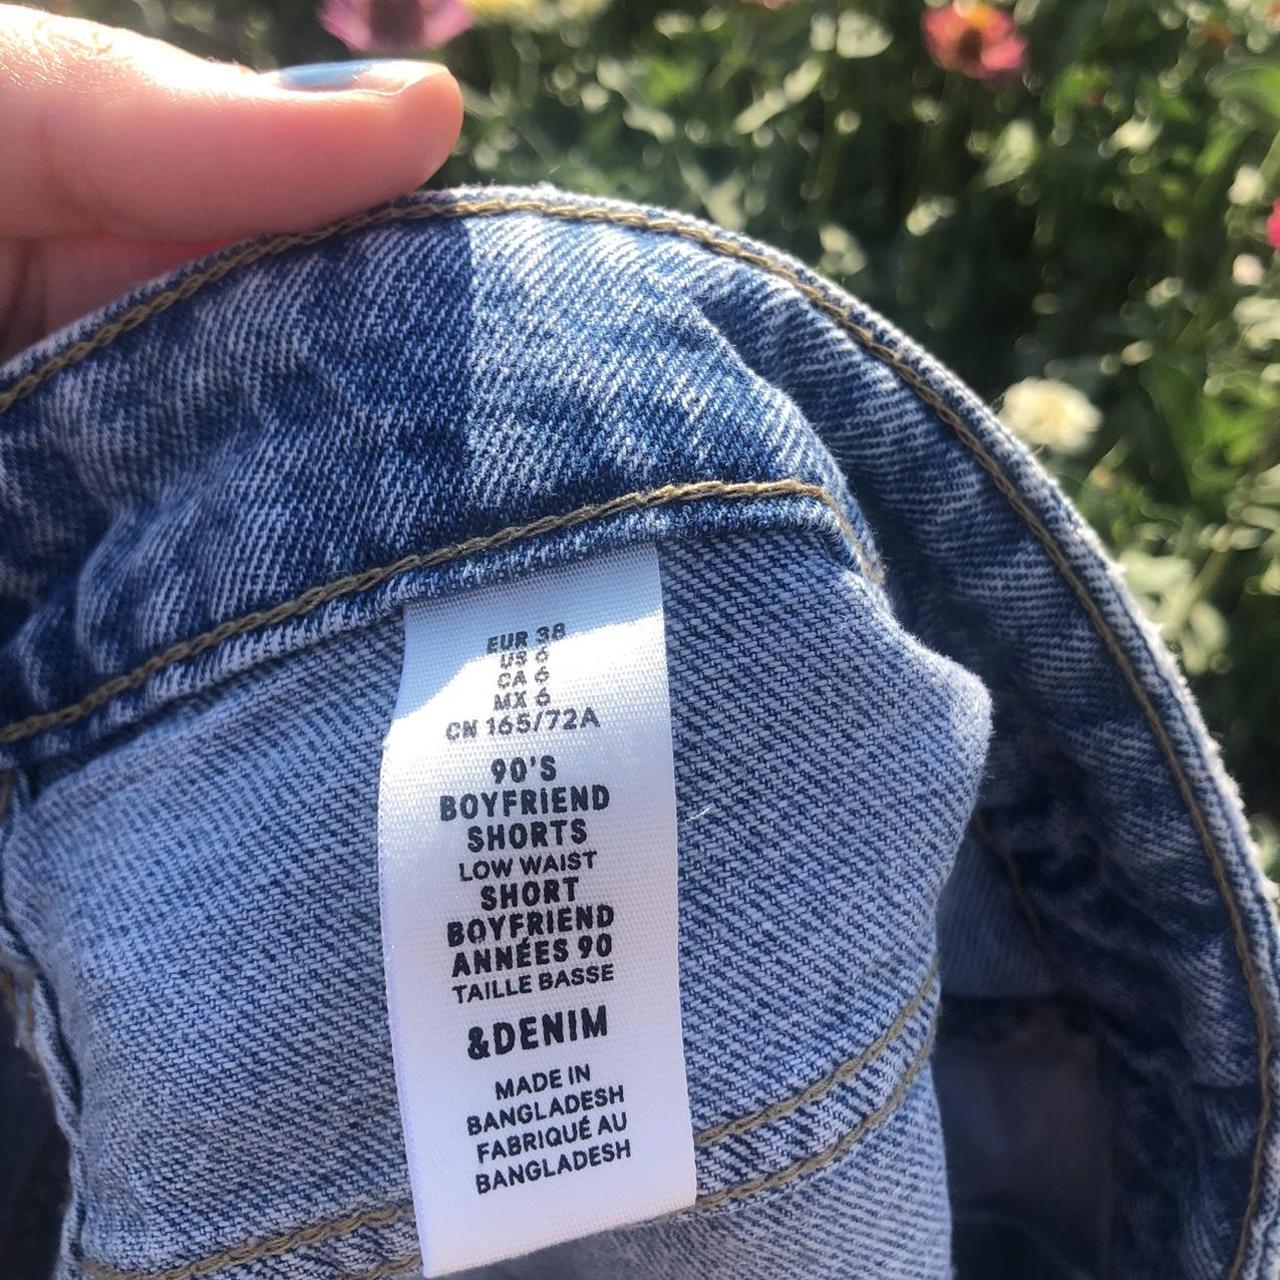 EUR 38
US 6
CA 6
MX 6
CN 165/72A
90'S
BOYFRIEND
SHORTS
LOW WAIST
SHORT
BOYFRIEND
ANNÉES 90
TAILLE BASSE
&DENIM
MADE IN
BANGLADESH
FABRIQUÉ AU
BANGLADESH